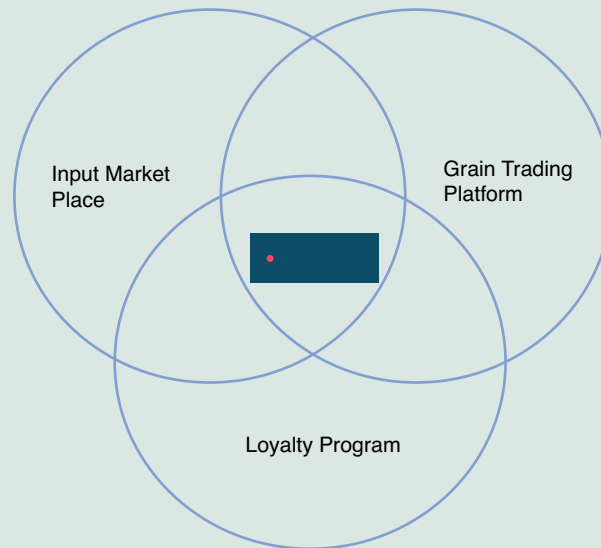 Input Market
Place
Grain Trading
Platform
Loyalty Program